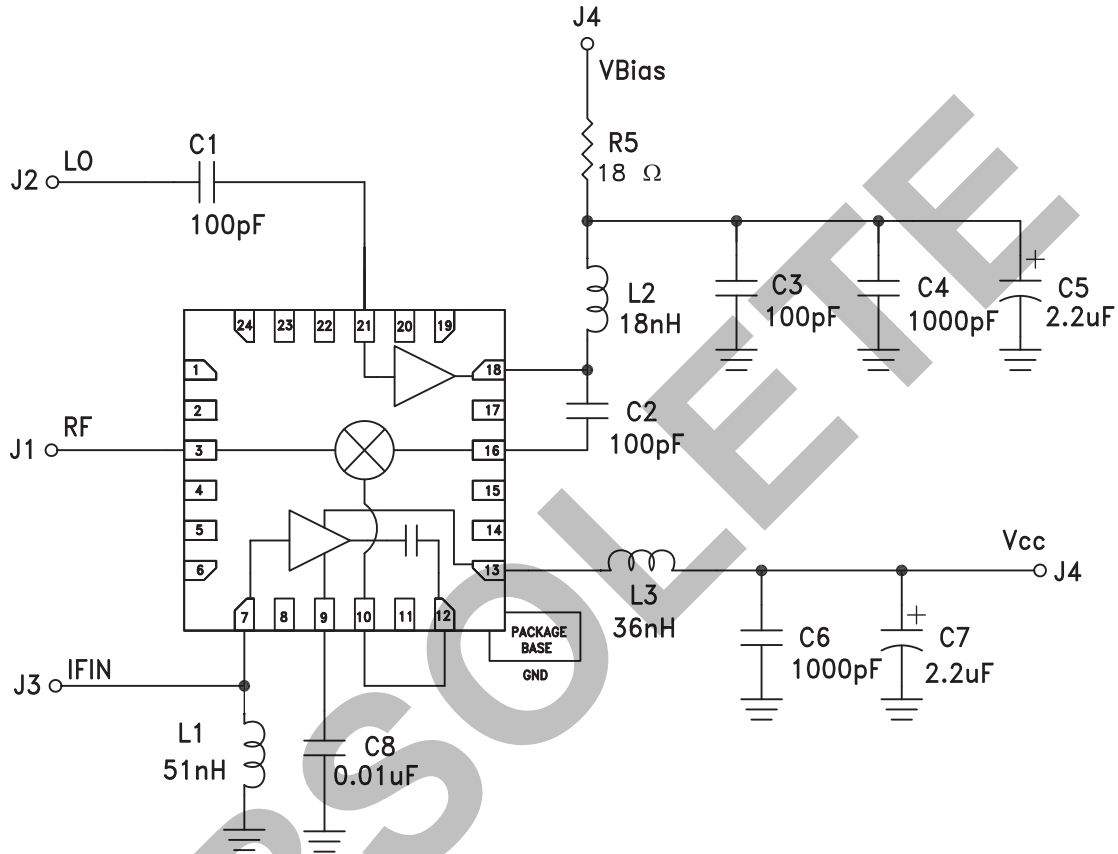 J4
VBias
R5
18 Ω
C1
J2 LO
100pF
L2
18nH
C3
100pF
C4
1000pF
+
C5
2.2uF
24 23 22 21 20 19
1
2
3
4
5
6
18
17
16
15
14
13
7 8 9 10 11 12
C2
100pF
J1 RF
Vcc
J4
L3
36nH
PACKAGE
BASE
GND
C6
1000pF
+
C7
2.2uF
J3 IFIN
L1
51nH
C8
0.01uF
OBSOLETE